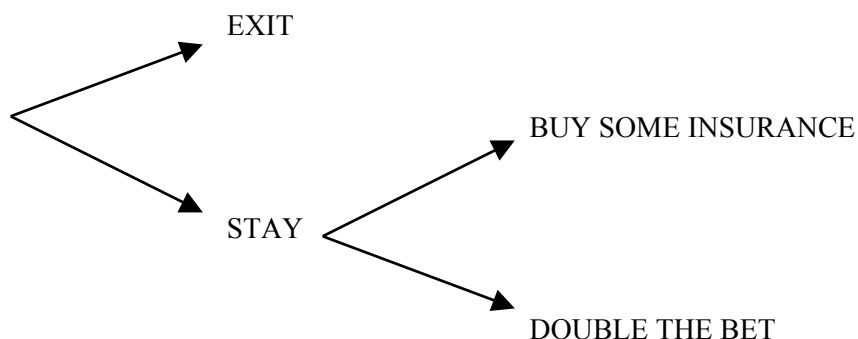 EXIT
BUY SOME INSURANCE
STAY
DOUBLE THE BET